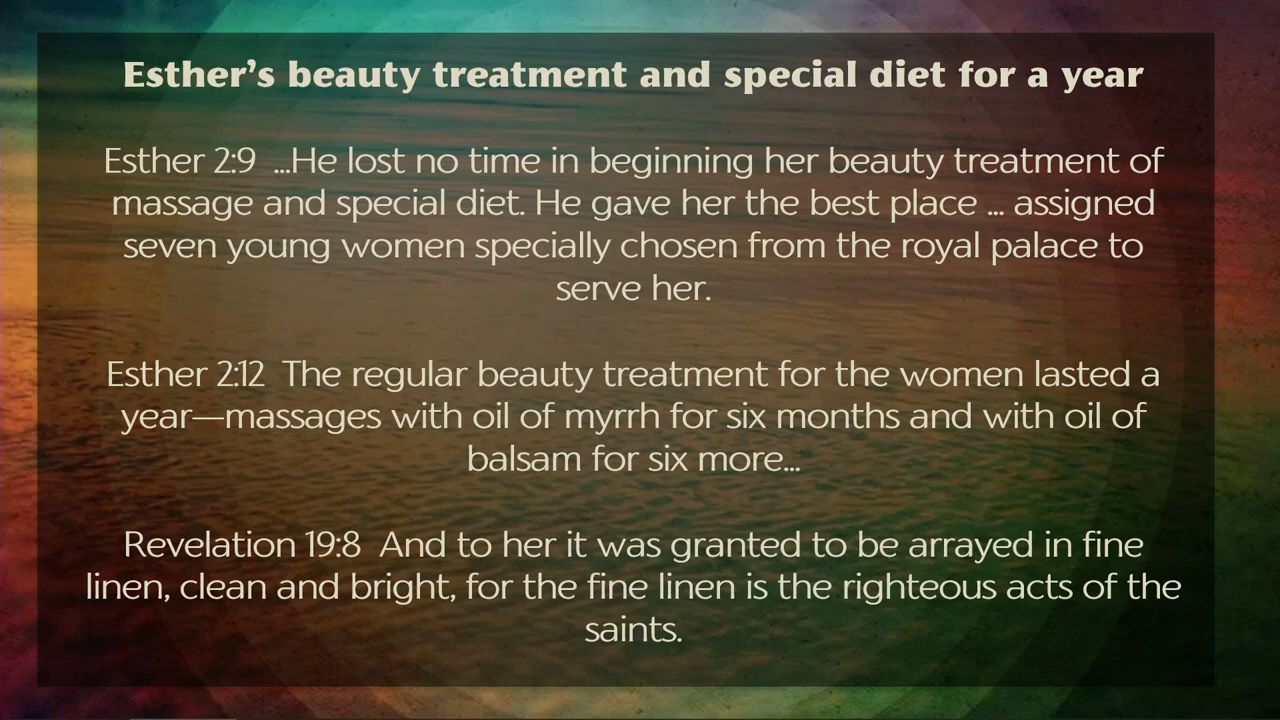 Esther’s beauty treatment and special diet for a year
Esther 2:9  ...He lost no time in beginning her beauty treatment of
massage and special diet. He gave her the best place ... assigned
seven young women specially chosen from the royal palace to
serve her.
Esther 2:12  The regular beauty treatment for the women lasted a
year—massages with oil of myrrh for six months and with oil of
balsam for six more...
Revelation 19:8  And to her it was granted to be arrayed in fine
linen, clean and bright, for the fine linen is the righteous acts of the
saints.